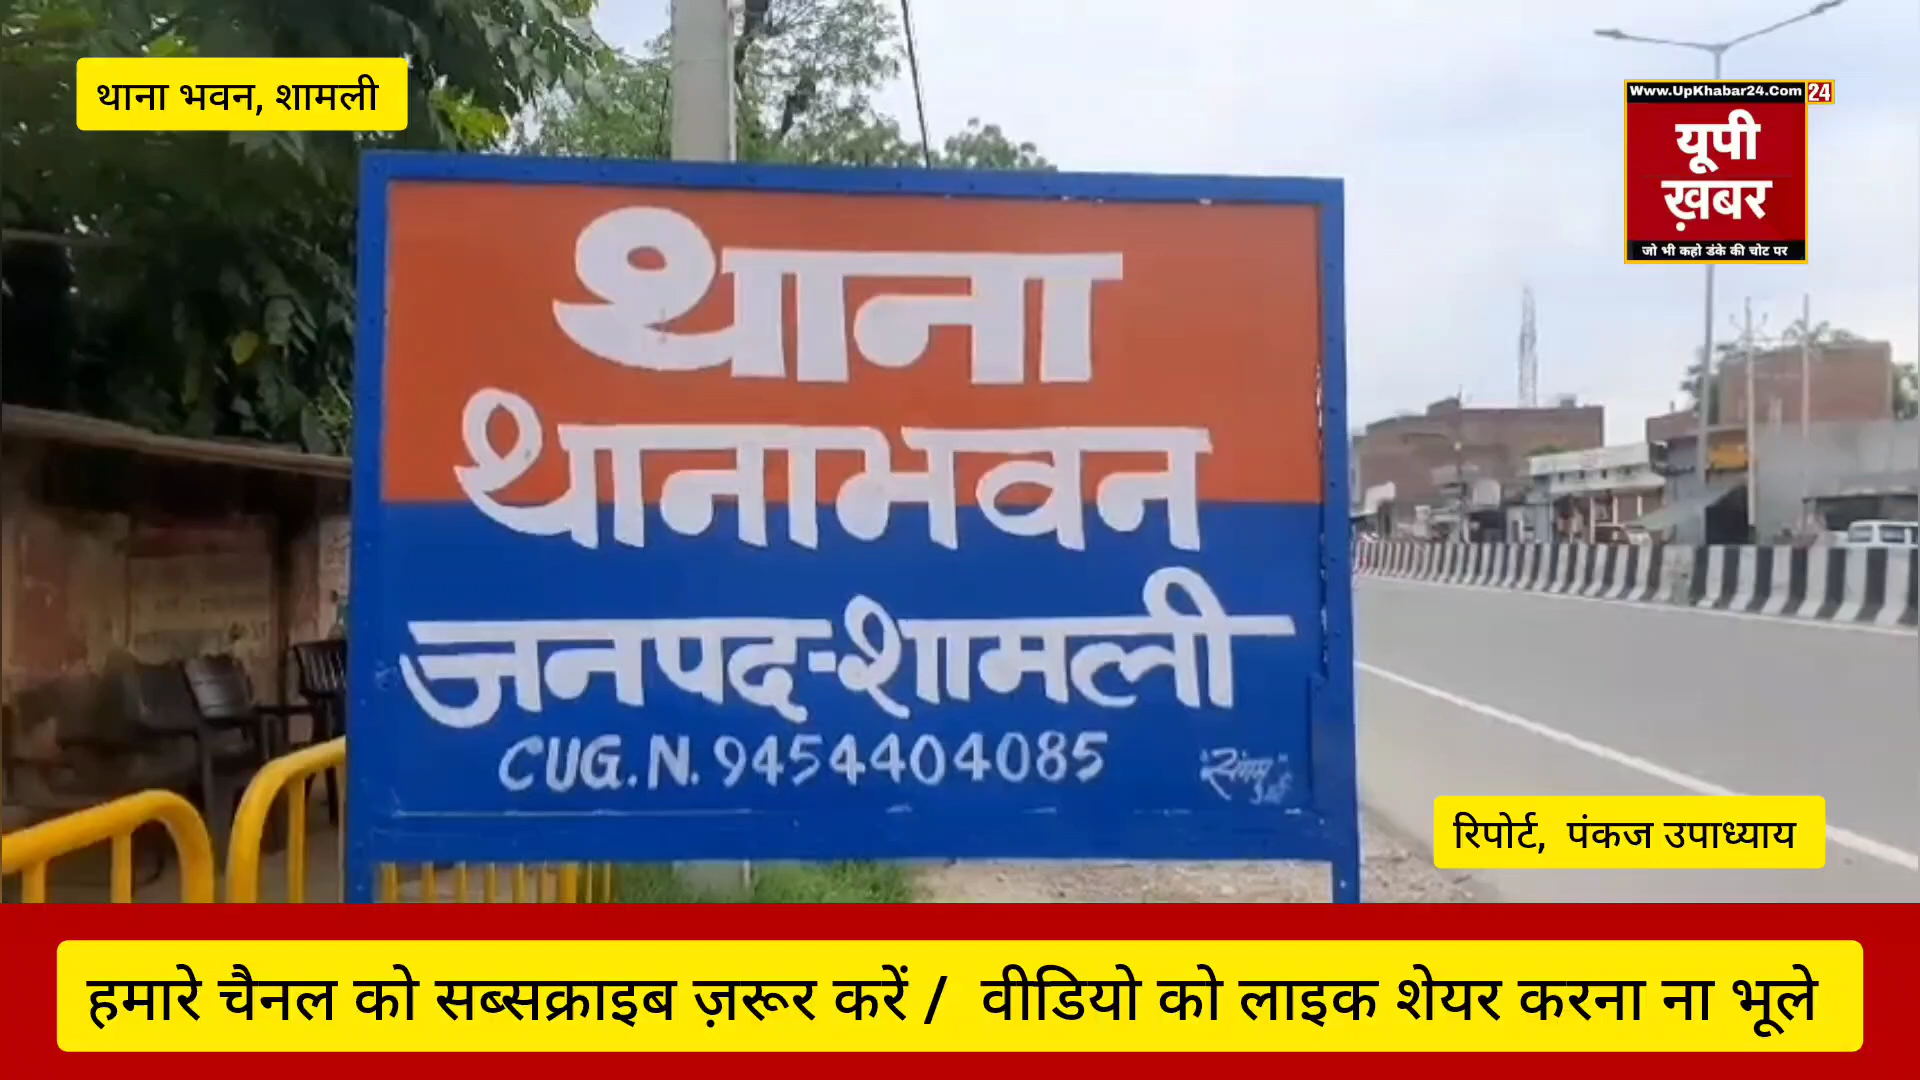 थाना भवन, शामली
Www.UpKhabar24.Com 24
यूपी
ख़बर
जो भी कहो डंके की चोट पर
थाना
थानाभवन
जनपद-शामली
CUG.N. 9454404085
रिपोर्ट, पंकज उपाध्याय
हमारे चैनल को सब्सक्राइब ज़रूर करें / वीडियो को लाइक शेयर करना ना भूले